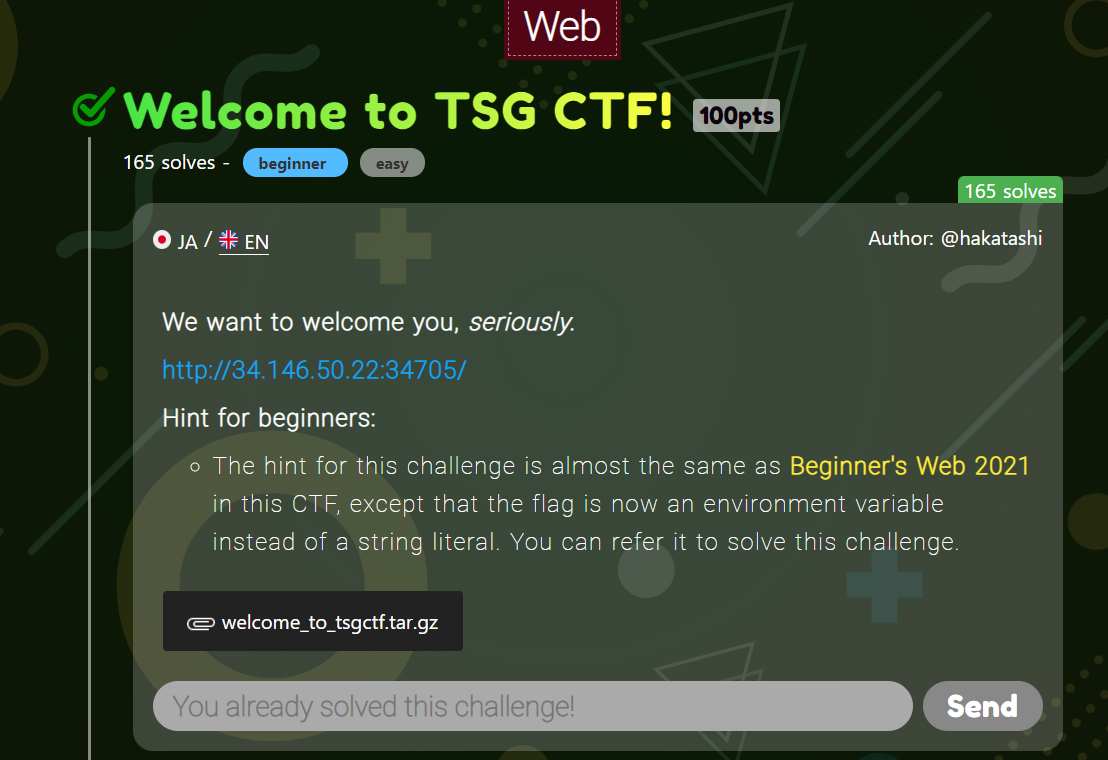 Web
Welcome to TSG CTF! 100pts
165 solves - beginner easy
165 solves
JA / EN Author: @hakatashi
We want to welcome you, seriously.
http://34.146.50.22:34705/
Hint for beginners:
The hint for this challenge is almost the same as Beginner's Web 2021
in this CTF, except that the flag is now an environment variable
instead of a string literal. You can refer it to solve this challenge.
welcome_to_tsgctf.tar.gz
You already solved this challenge! Send